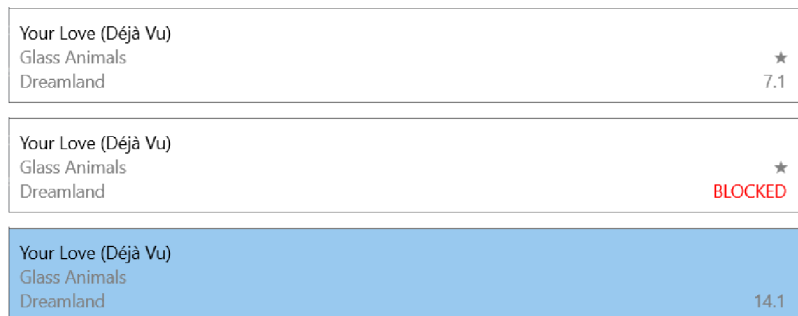 Your Love (Déjà Vu)
Glass Animals ★
Dreamland 7.1
Your Love (Déjà Vu)
Glass Animals ★
Dreamland BLOCKED
Your Love (Déjà Vu)
Glass Animals
Dreamland 14.1